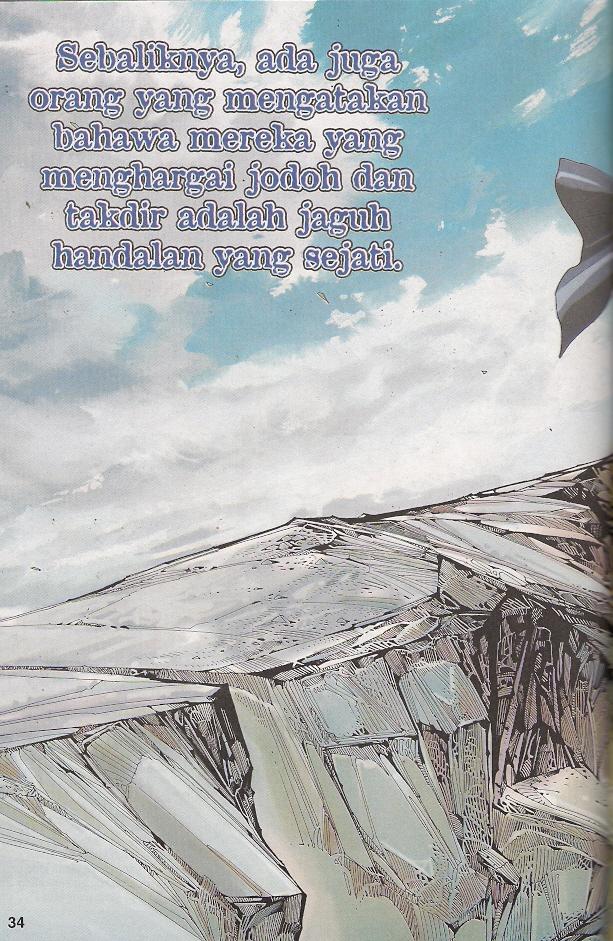 Sebaliknya, ada juga
orang yang mengatakan
bahawa mereka yang
menghargai jodoh dan
takdir adalah jaguh
handalan yang sejati.
34